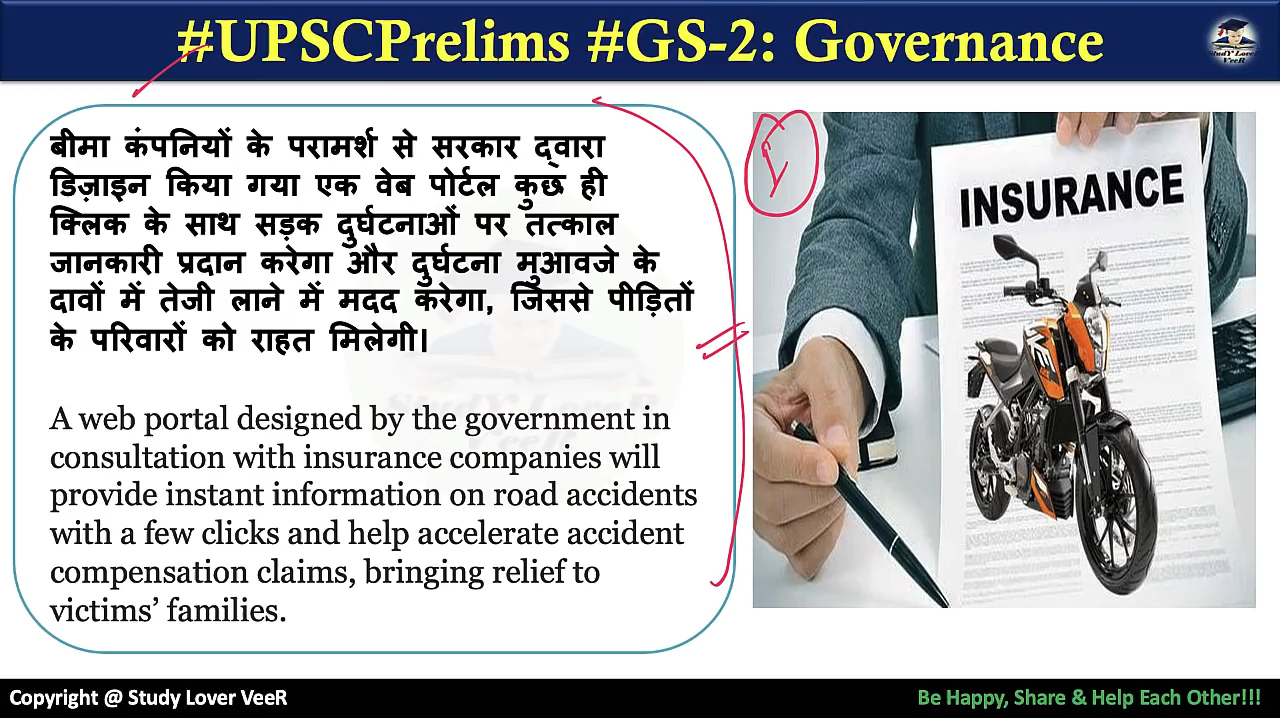 #UPSCPrelims #GS-2: Governance
StudY Lover
VeeR
बीमा कंपनियों के परामर्श से सरकार द्वारा
डिज़ाइन किया गया एक वेब पोर्टल कुछ ही
क्लिक के साथ सड़क दुर्घटनाओं पर तत्काल
जानकारी प्रदान करेगा और दुर्घटना मुआवजे के
दावों में तेजी लाने में मदद करेगा, जिससे पीड़ितों
के परिवारों को राहत मिलेगी।
A web portal designed by the government in
consultation with insurance companies will
provide instant information on road accidents
with a few clicks and help accelerate accident
compensation claims, bringing relief to
victims’ families.
INSURANCE
Copyright @ Study Lover VeeR
Be Happy, Share & Help Each Other!!!